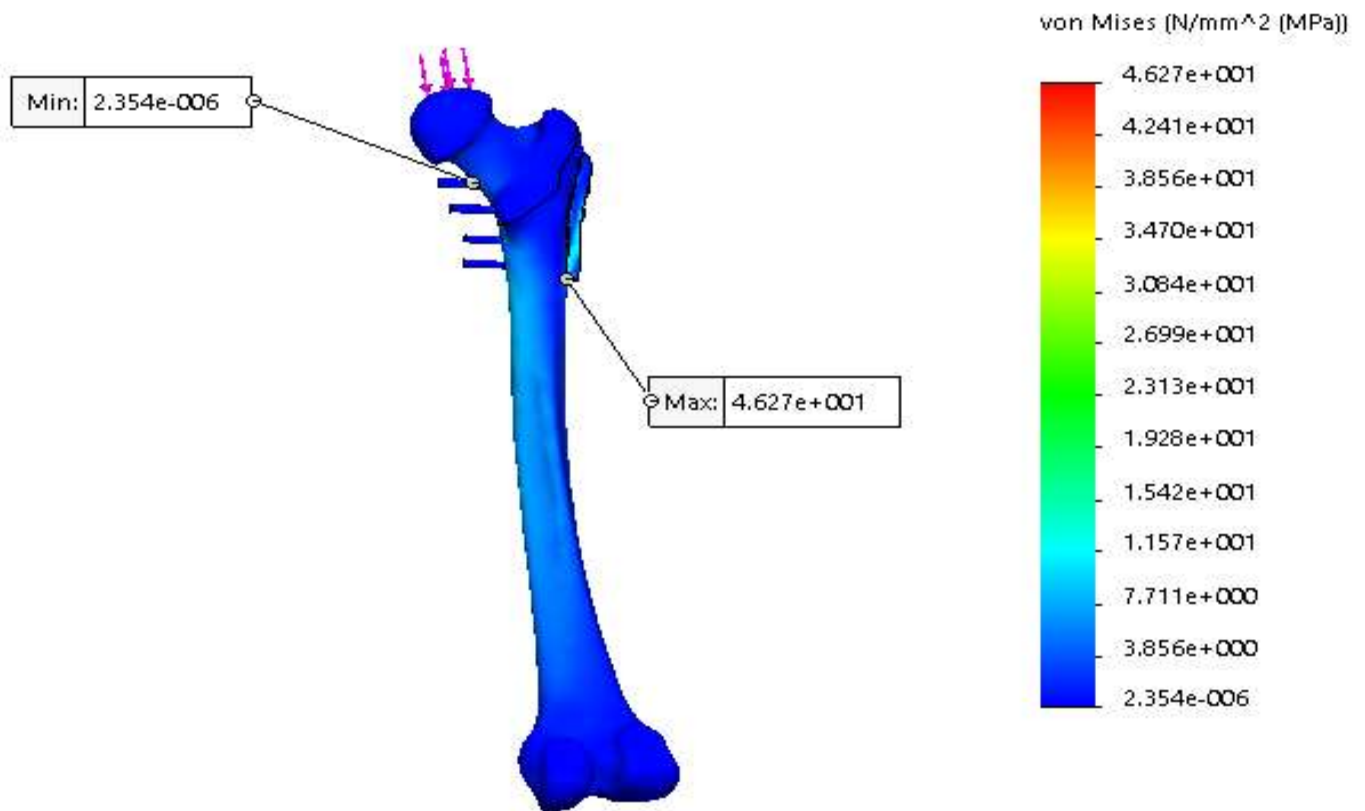 von Mises (N/mm^2 (MPa))
Min: 2.354e-006
Max: 4.627e+001
4.627e+001
4.241e+001
3.856e+001
3.470e+001
3.084e+001
2.699e+001
2.313e+001
1.928e+001
1.542e+001
1.157e+001
7.711e+000
3.856e+000
2.354e-006